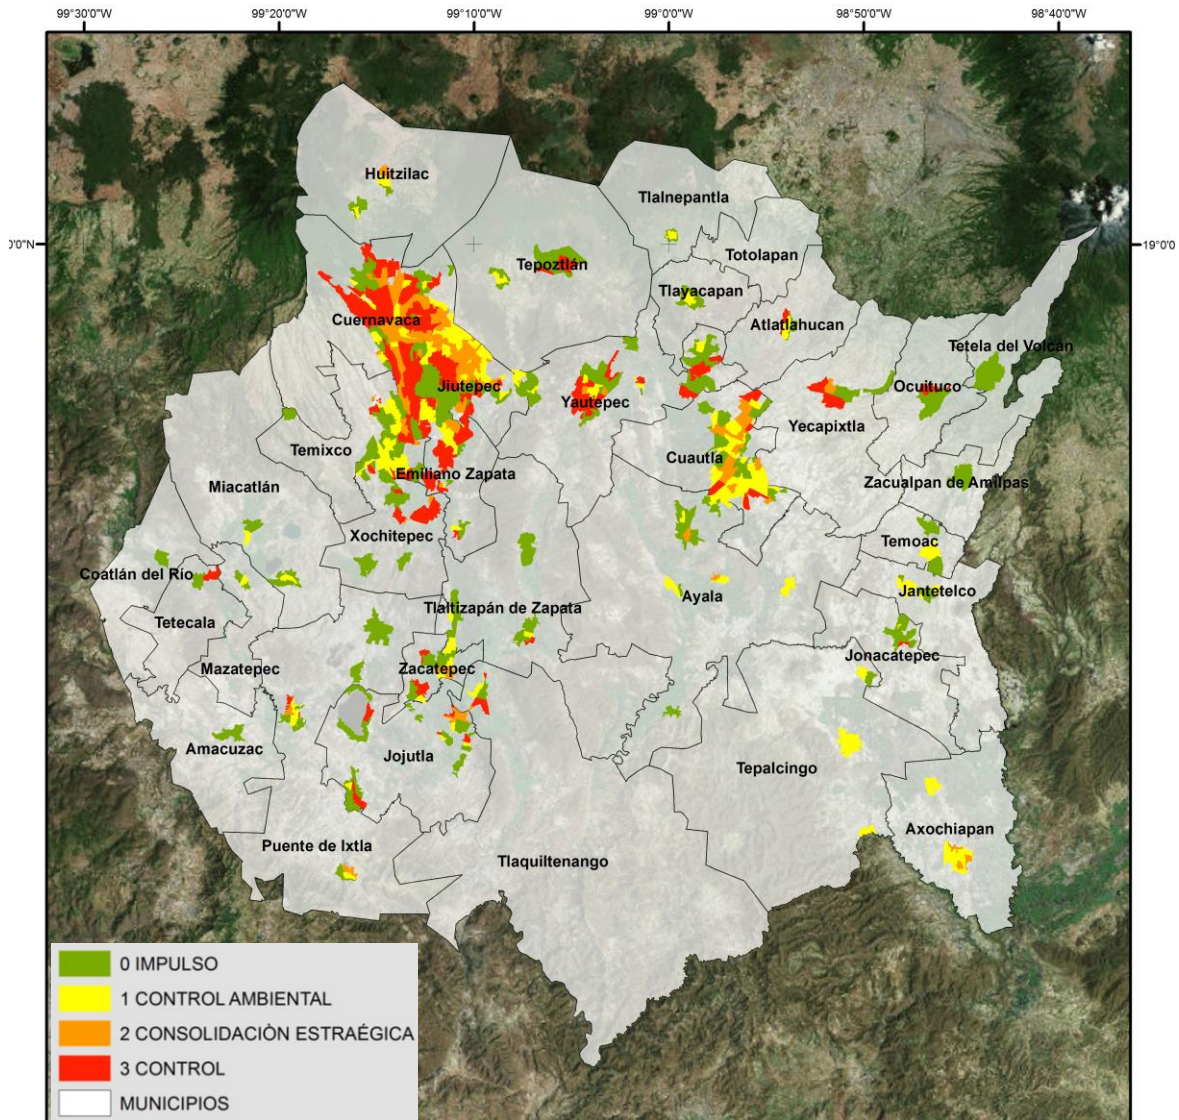 99°30'0"W 99°20'0"W 99°10'0"W 99°0'0"W 98°50'0"W 98°40'0"W
Huitzilac
Tlalnepantla
0'0"N
19°0'0
Totolapan
Tepoztlán
Tlayacapan
Cuernavaca
Atlatlahucan
Tetela del Volcán
Jiutepec
Ocuituco
Yautepec
Yecapixtla
Temixco
Cuautla
Emiliano Zapata
Zacualpan de Amilpas
Miacatlán
Xochitepec
Temoac
Coatlán del Río
Jantetelco
Ayala
Tlaltizapán de Zapata
Tetecala
Jonacatepec
Mazatepec
Zacatepec
Amacuzac
Jojutla
Tepalcingo
Axochiapan
Puente de Ixtla
Tlaquiltenango
0 IMPULSO
1 CONTROL AMBIENTAL
2 CONSOLIDACIÒN ESTRAÉGICA
3 CONTROL
MUNICIPIOS